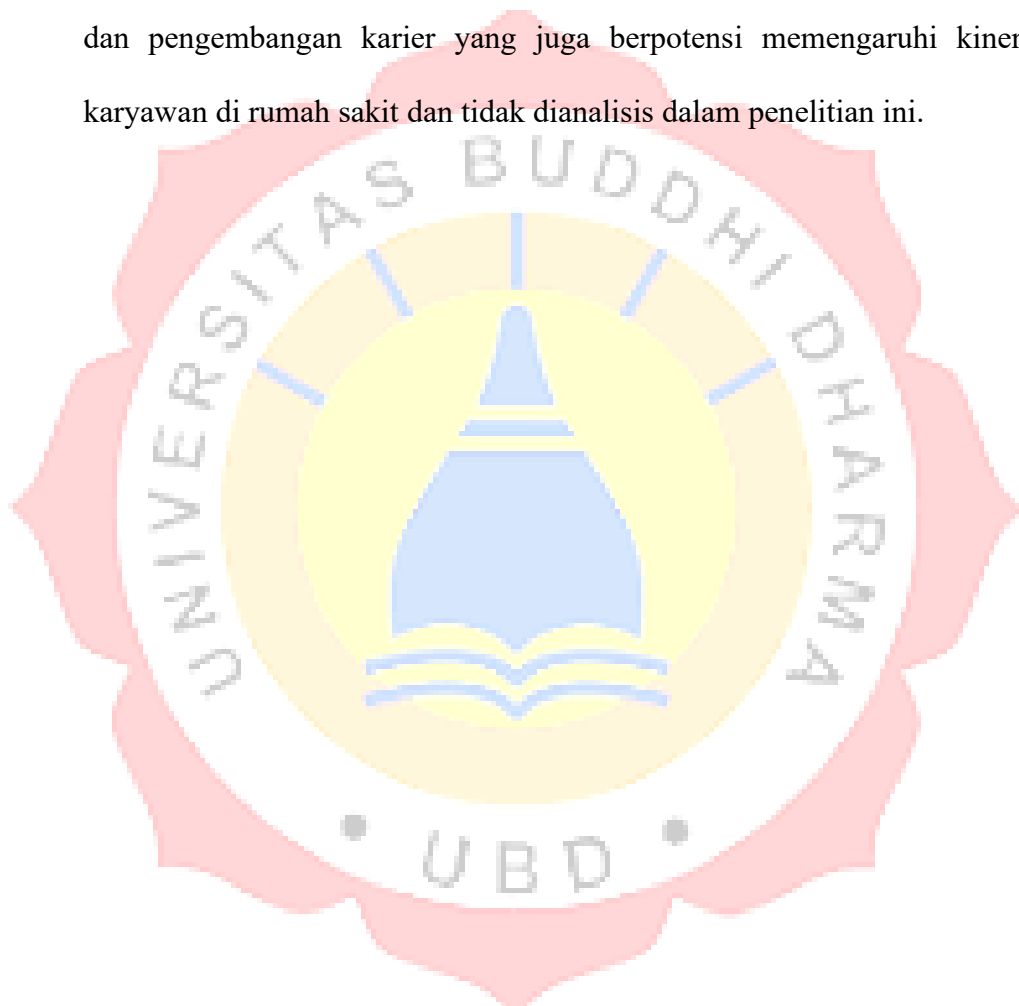 dan pengembangan karier yang juga berpotensi memengaruhi kiner
karyawan di rumah sakit dan tidak dianalisis dalam penelitian ini.
UNIVERSITAS BUDDHI DHARMA
• UBD •